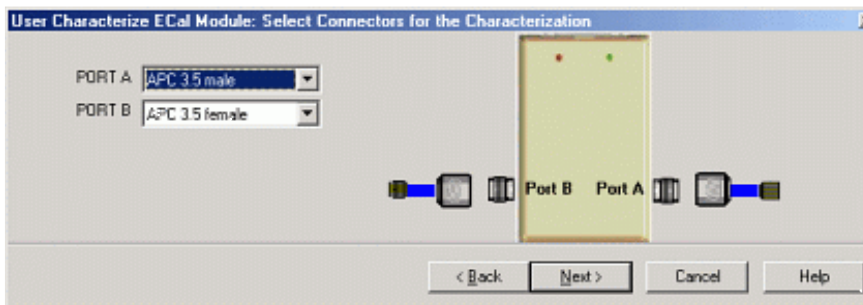 User Characterize ECal Module: Select Connectors for the Characterization
PORT A APC 3.5 male
PORT B APC 3.5 female
Port B Port A
< Back Next > Cancel Help